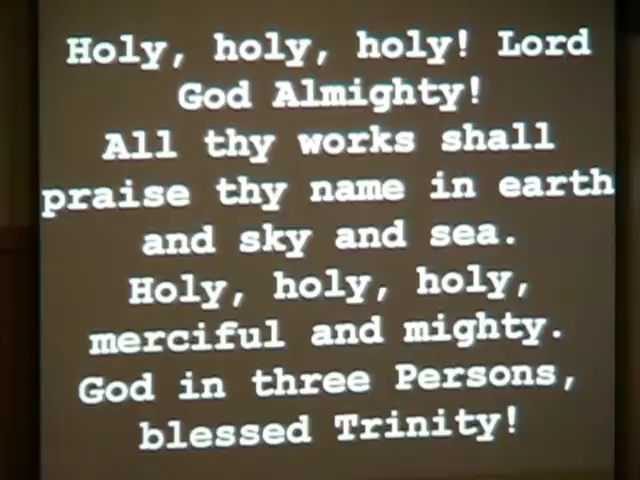 Holy, holy, holy! Lord
God Almighty!
All thy works shall
praise thy name in earth
and sky and sea.
Holy, holy, holy,
merciful and mighty.
God in three Persons,
blessed Trinity!